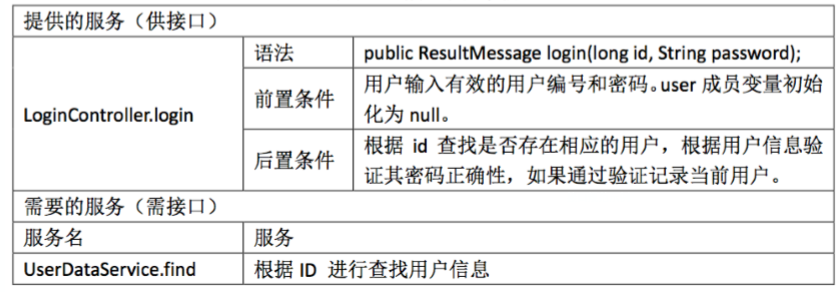 提供的服务（供接口）
LoginController.login
语法
public ResultMessage login(long id, String password);
前置条件
用户输入有效的用户编号和密码。user 成员变量初始
化为 null。
后置条件
根据 id 查找是否存在相应的用户，根据用户信息验
证其密码正确性，如果通过验证记录当前用户。
需要的服务（需接口）
服务名
服务
UserDataService.find
根据 ID 进行查找用户信息